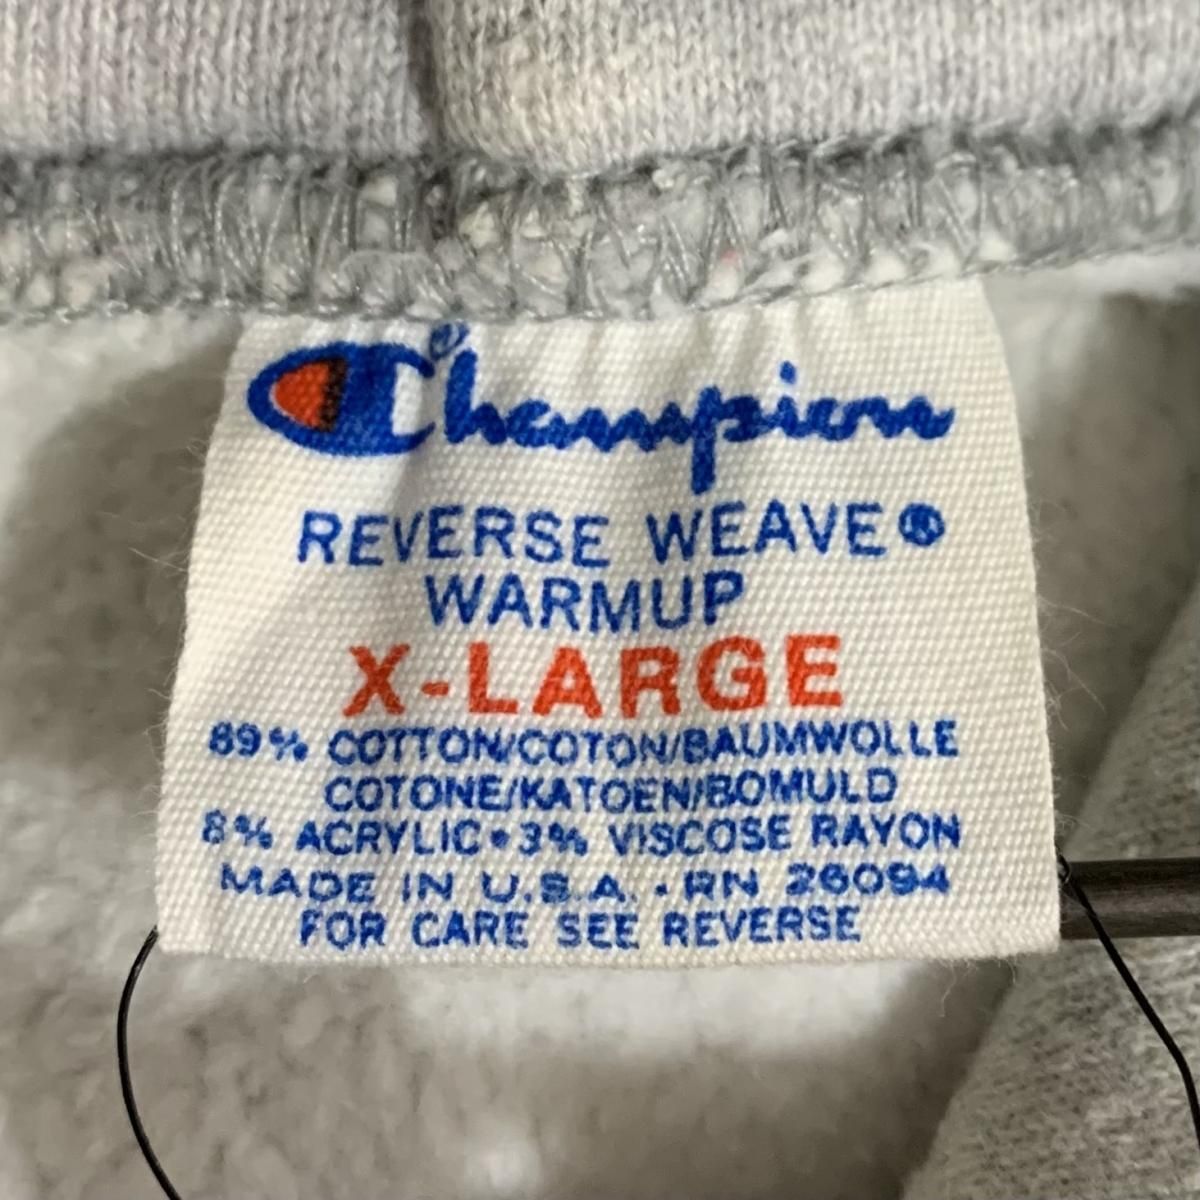 Champion®
REVERSE WEAVE®
WARMUP
X-LARGE
89% COTTON/COTON/BAUMWOLLE
COTONE/KATOEN/BOMULD
8% ACRYLIC•3% VISCOSE RAYON
MADE IN U.S.A. - RN 26094
FOR CARE SEE REVERSE